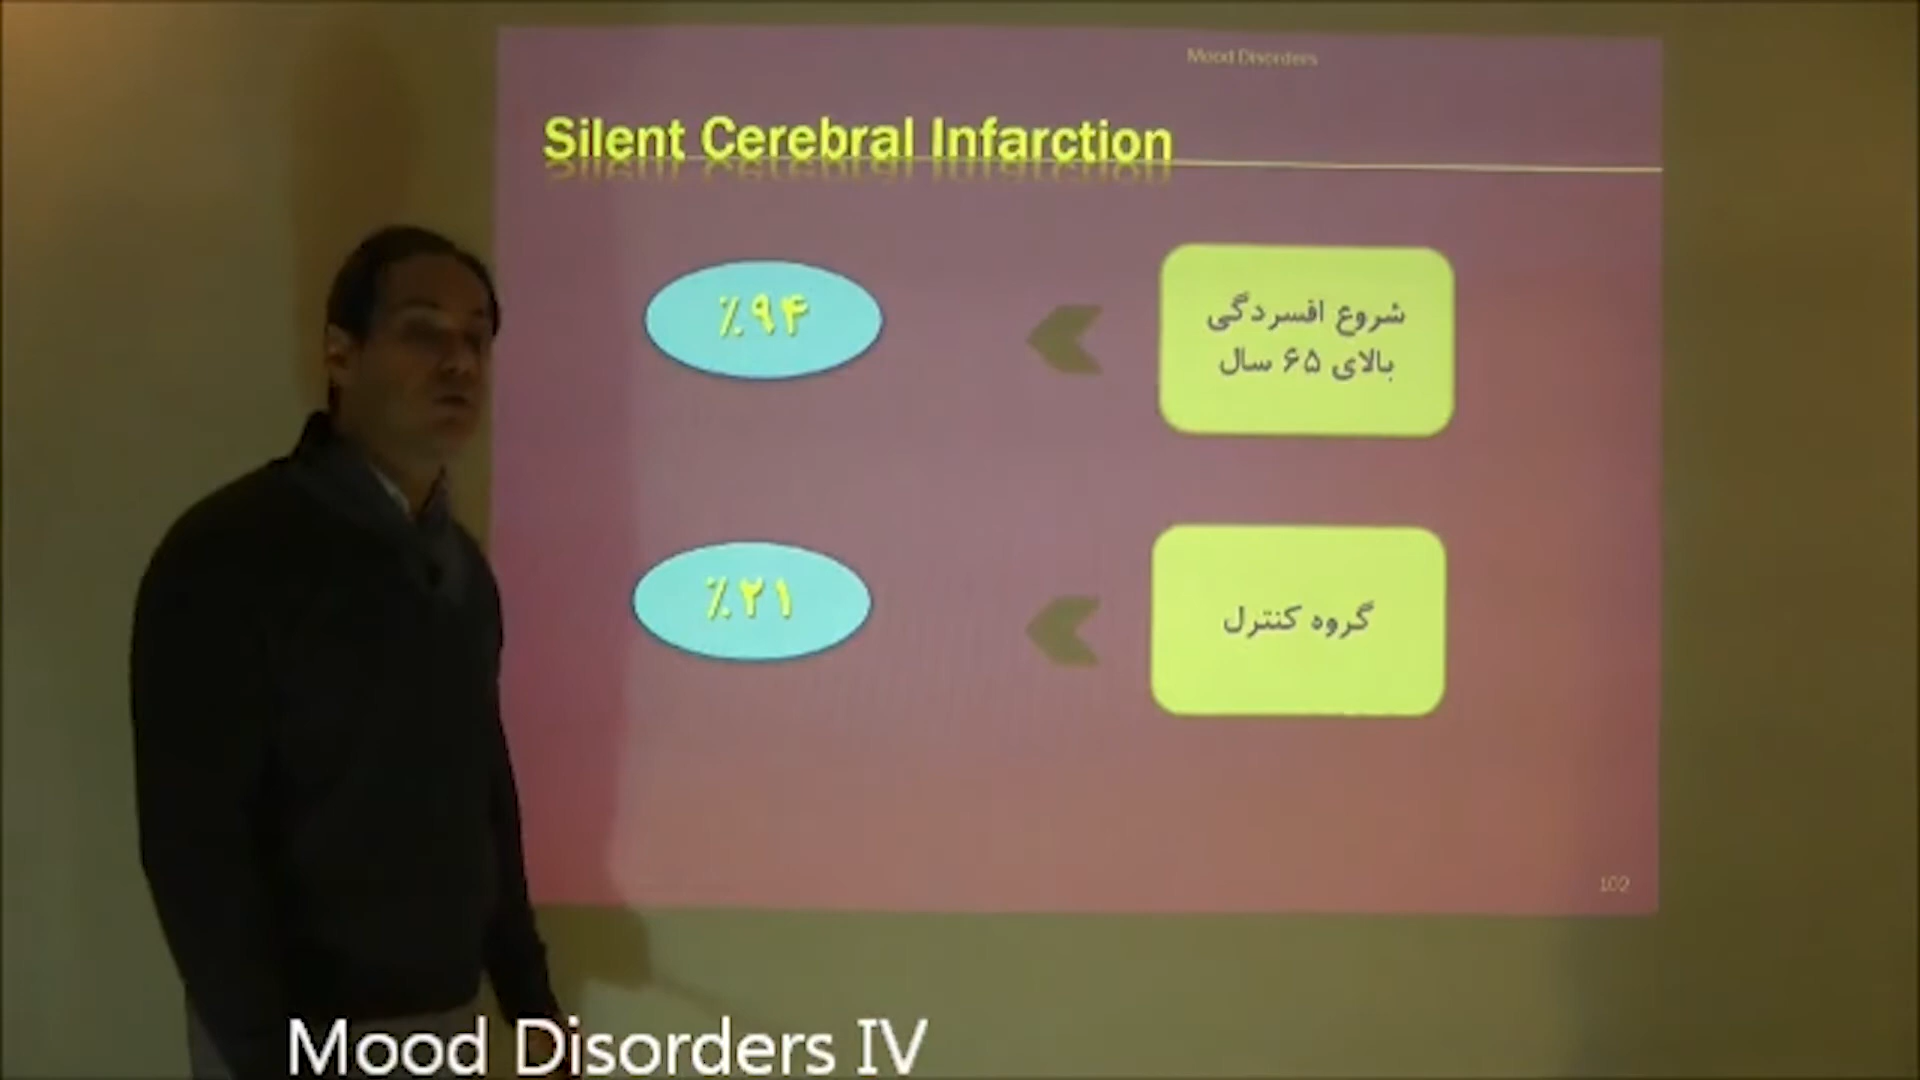 Mood Disorders
Silent Cerebral Infarction
شروع افسردگی
بالای ۶۵ سال
٪۹۴
گروه کنترل
٪۲۱
102
Mood Disorders IV